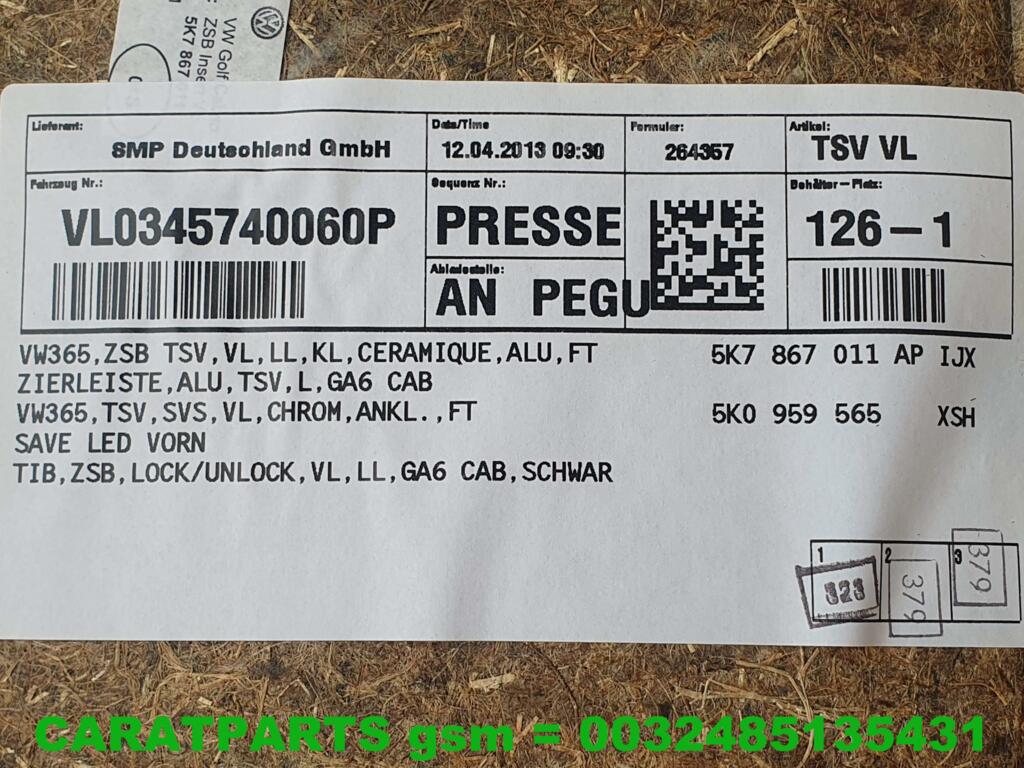 VW Golf Ca
ZSB Inser
5K7 867
Lieferant:
SMP Deutschland GmbH
Date/Time
12.04.2013 09:30
Formular:
264357
Artikel:
TSV VL
Fahrzeug Nr.:
VL0345740060P
Sequenz Nr.:
PRESSE
Behälter-Platz:
126-1
Abladestelle:
AN PEGU
VW365,ZSB TSV,VL,LL,KL,CERAMIQUE,ALU,FT 5K7 867 011 AP IJX
ZIERLEISTE,ALU,TSV,L,GA6 CAB
VW365,TSV,SVS,VL,CHROM,ANKL.,FT 5K0 959 565 XSH
SAVE LED VORN
TIB,ZSB,LOCK/UNLOCK,VL,LL,GA6 CAB,SCHWAR
1 2 3
323 379 379
CARATPARTS gsm = 0032485135431